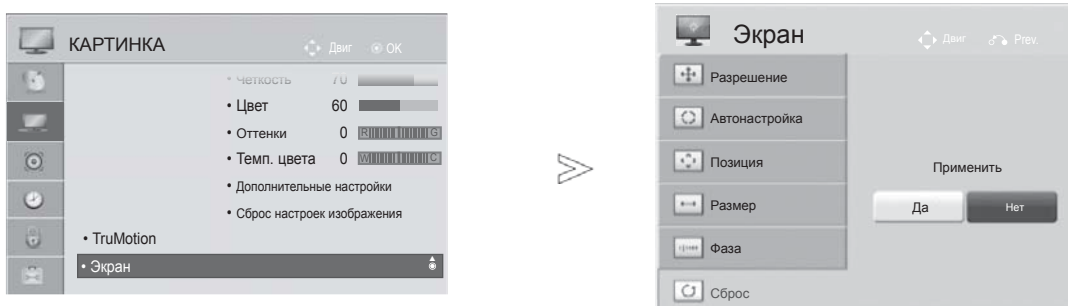 КАРТИНКА
Двиг ОК
• Четкость 70
• Цвет 60
• Оттенки 0 R G
• Темп. цвета 0 W C
• Дополнительные настройки
• Сброс настроек изображения
• TruMotion
• Экран
Экран
Двиг Prev.
Разрешение
Автонастройка
Позиция
Размер
Фаза
Сброс
Применить
Да Нет